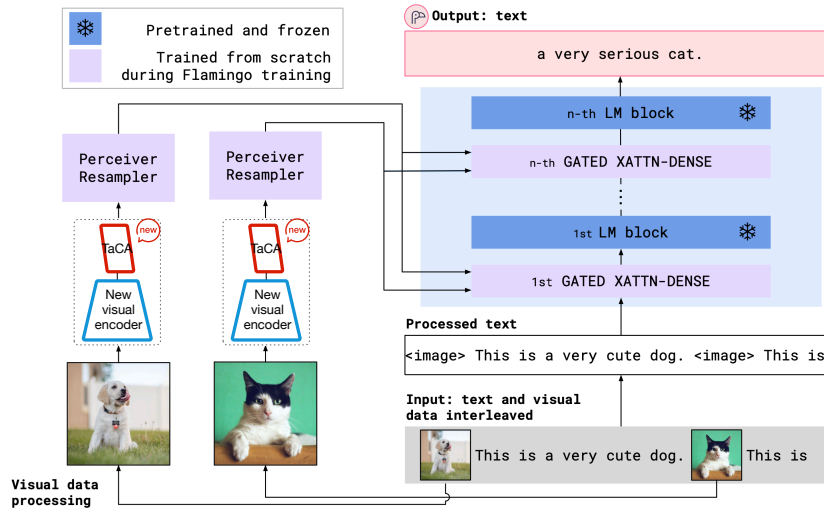 Pretrained and frozen
Trained from scratch
during Flamingo training
Output: text
a very serious cat.
n-th LM block
n-th GATED XATTN-DENSE
1st LM block
1st GATED XATTN-DENSE
Perceiver
Resampler
Perceiver
Resampler
TaCA
new
TaCA
new
New
visual
encoder
New
visual
encoder
Processed text
<image> This is a very cute dog. <image> This is
Input: text and visual
data interleaved
This is a very cute dog.
This is
Visual data
processing